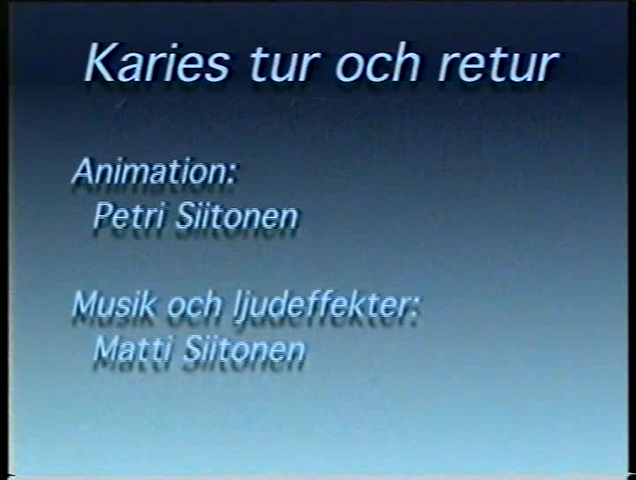 Karies tur och retur
Animation:
Petri Siitonen
Musik och ljudeffekter:
Matti Siitonen